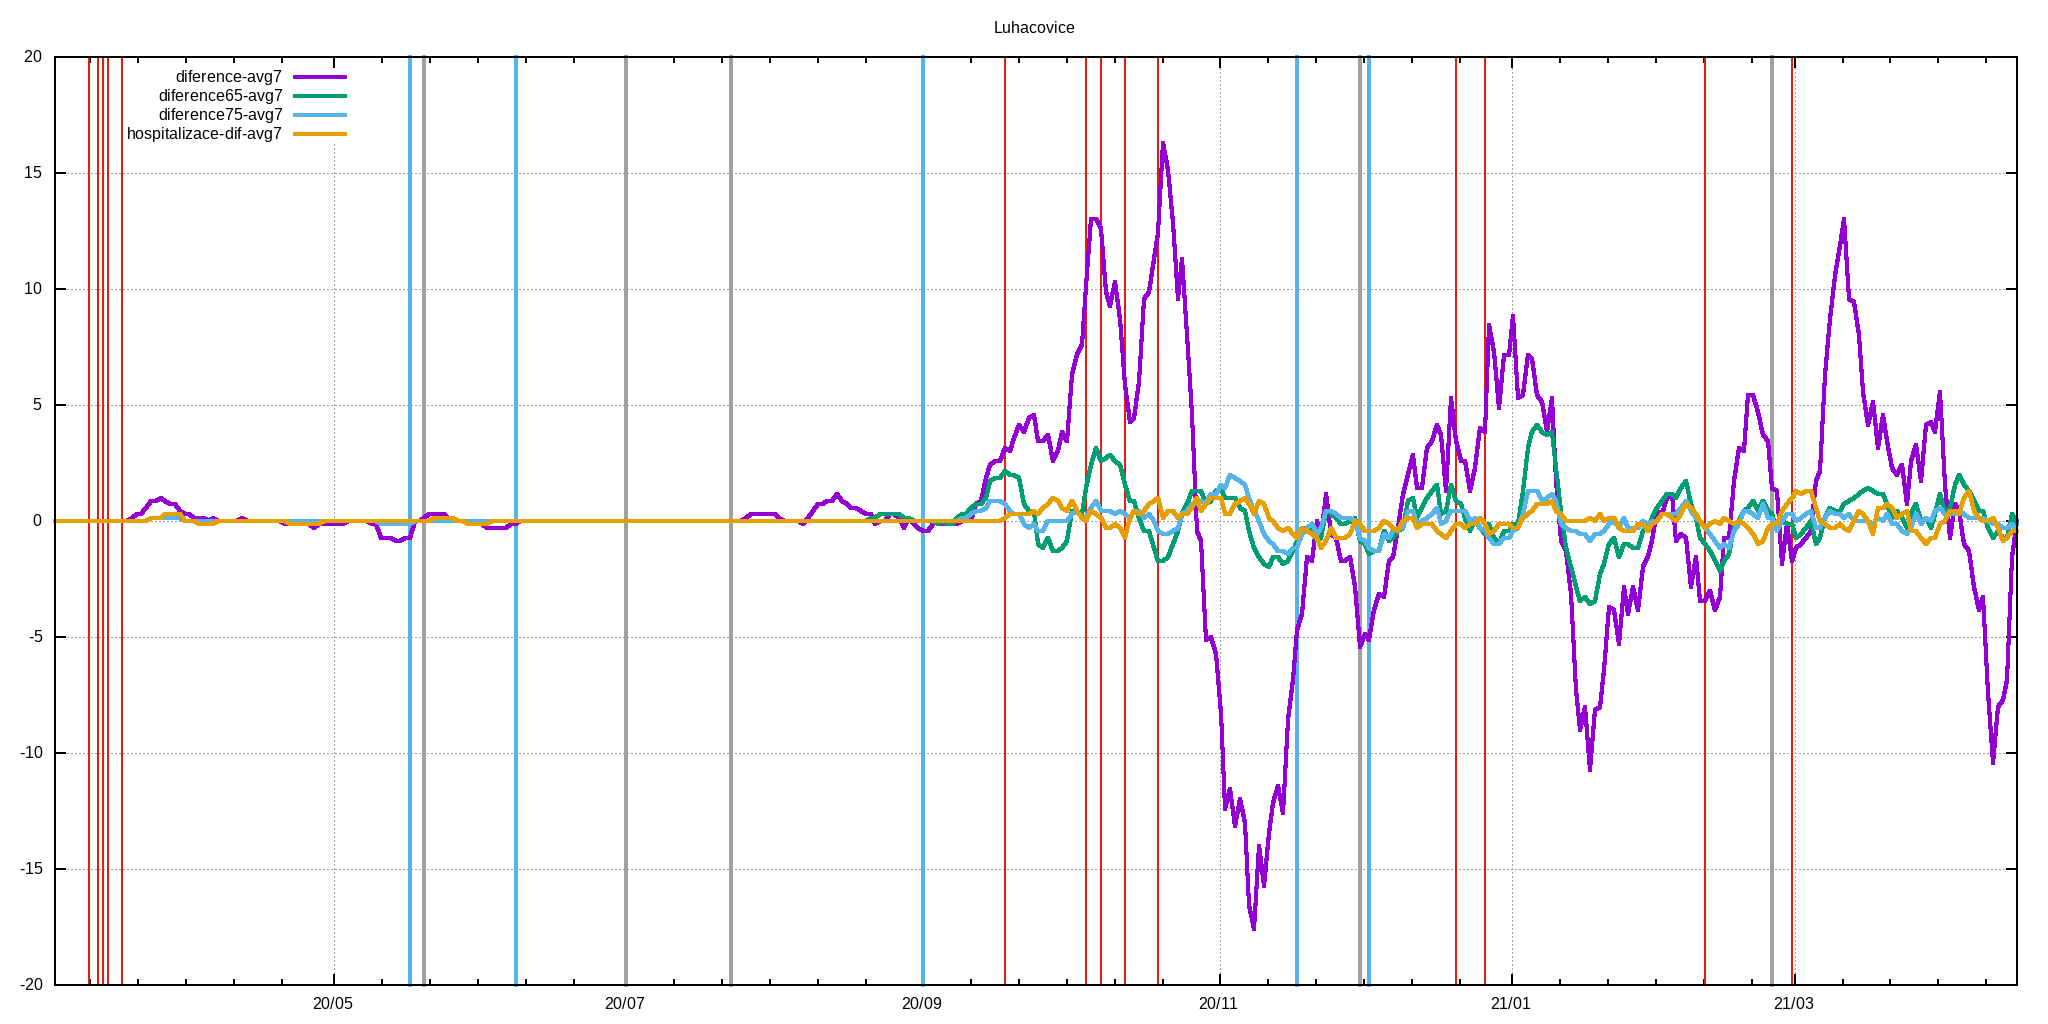 Luhacovice
20
diference-avg7
diference65-avg7
diference75-avg7
hospitalizace-dif-avg7
15
10
5
0
-5
-10
-15
-20
20/05 20/07 20/09 20/11 21/01 21/03